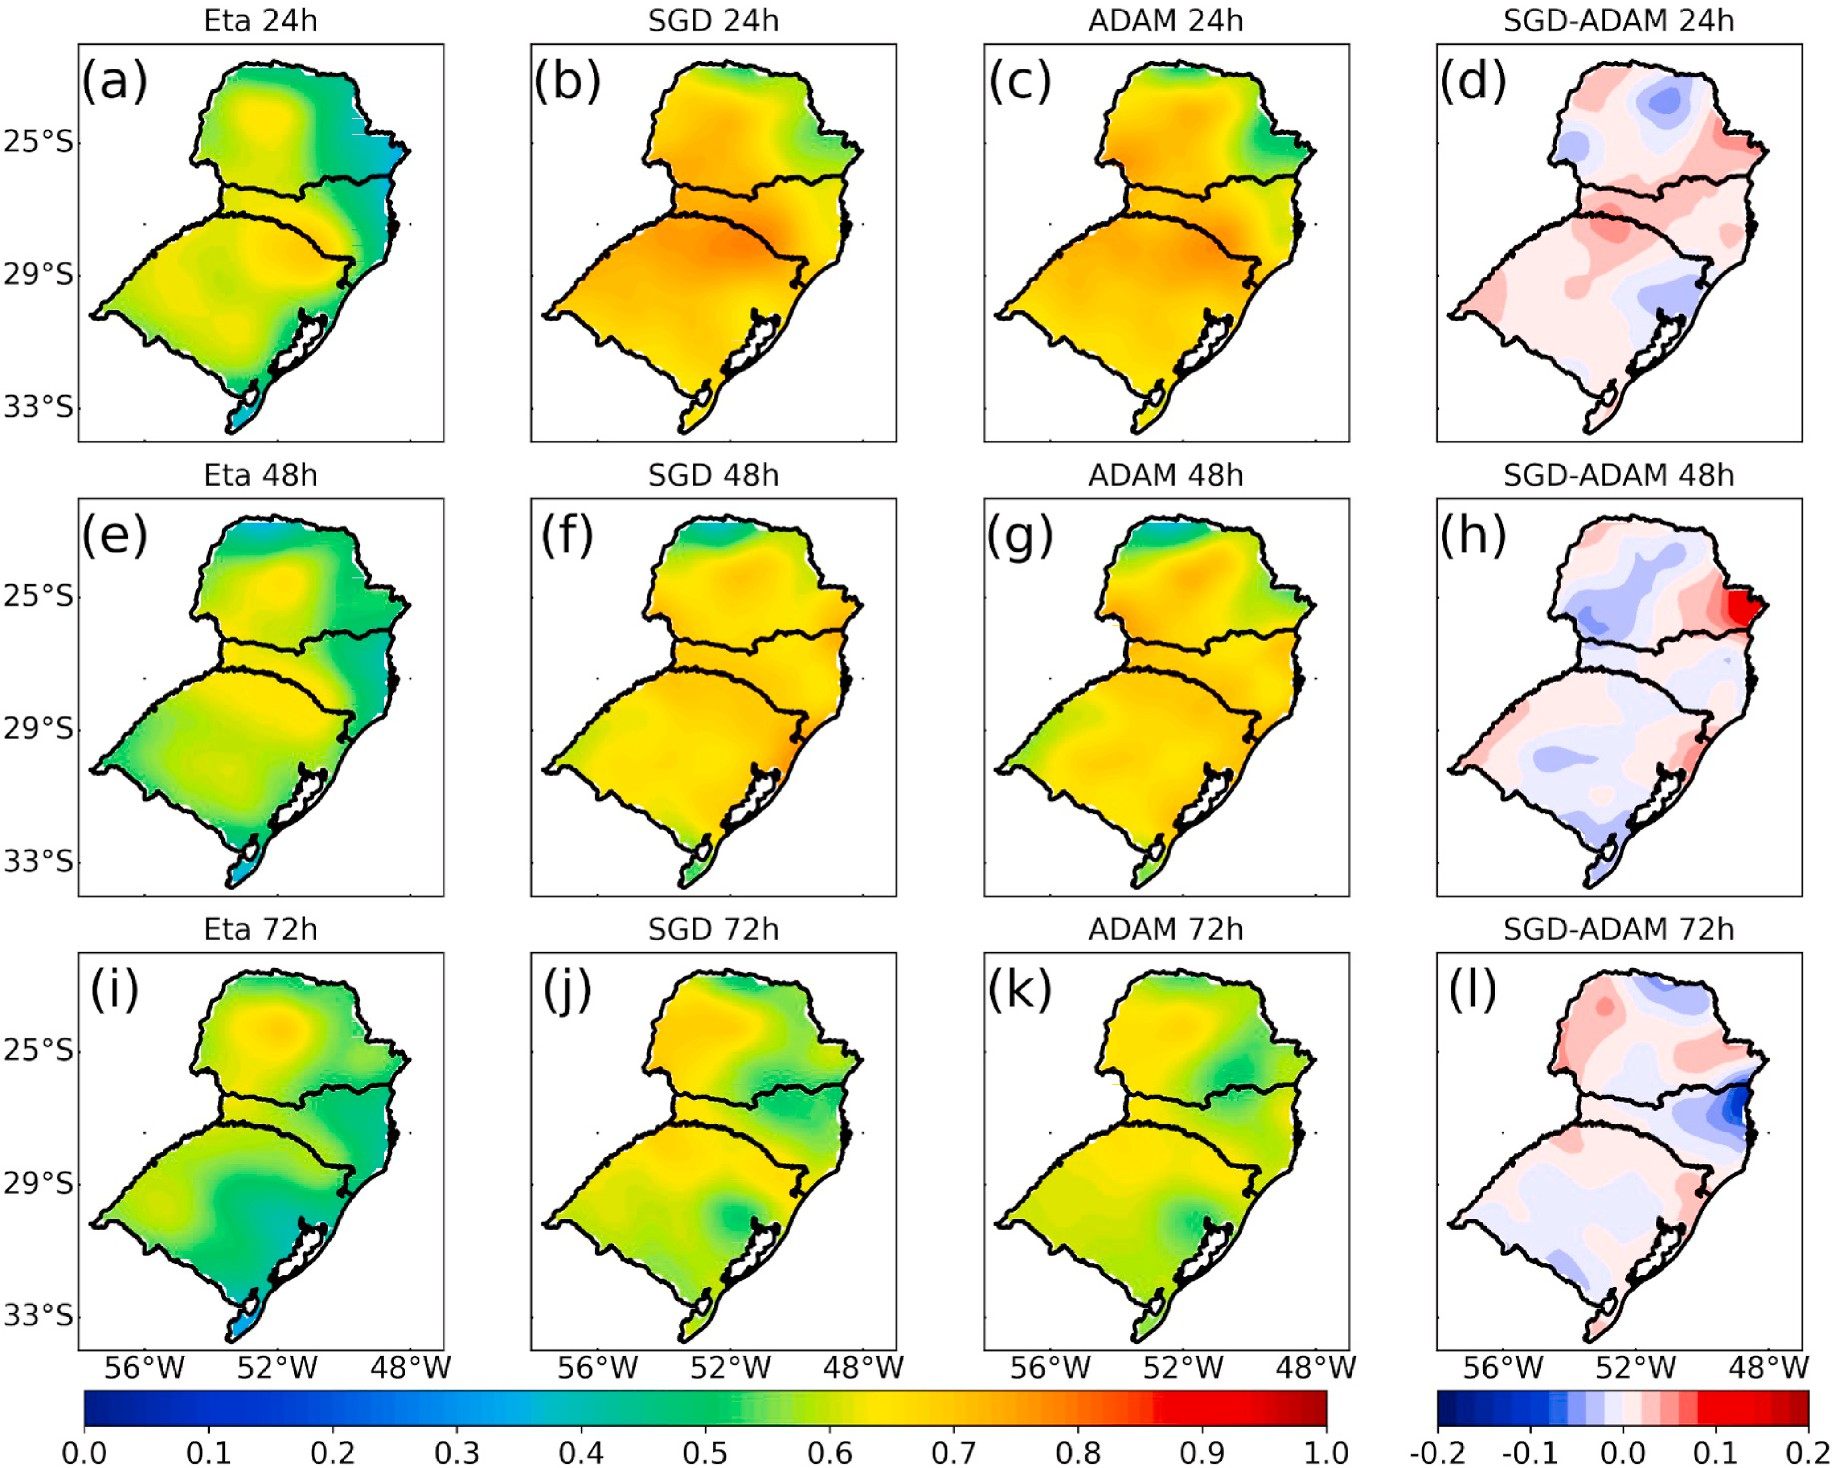 Eta 24h SGD 24h ADAM 24h SGD-ADAM 24h
(a) (b) (c) (d)
25°S
29°S
33°S
Eta 48h SGD 48h ADAM 48h SGD-ADAM 48h
(e) (f) (g) (h)
25°S
29°S
33°S
Eta 72h SGD 72h ADAM 72h SGD-ADAM 72h
(i) (j) (k) (l)
25°S
29°S
33°S
56°W 52°W 48°W 56°W 52°W 48°W 56°W 52°W 48°W 56°W 52°W 48°W
0.0 0.1 0.2 0.3 0.4 0.5 0.6 0.7 0.8 0.9 1.0 -0.2 -0.1 0.0 0.1 0.2